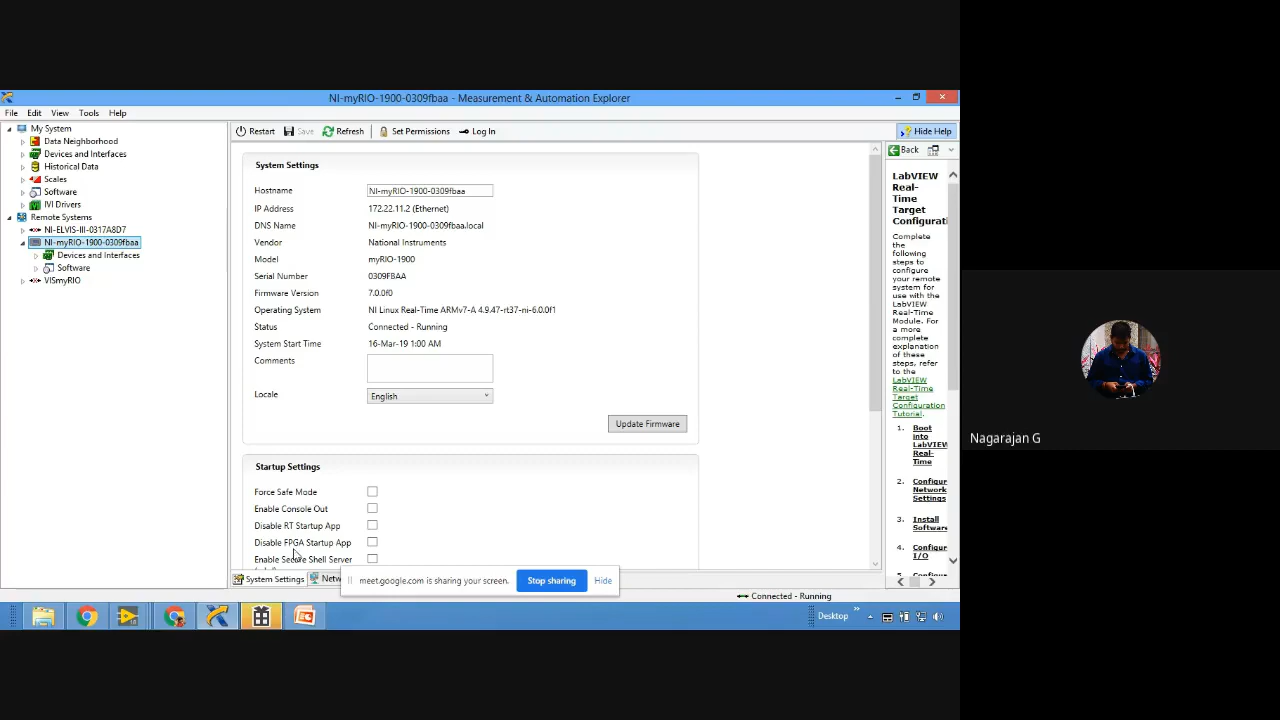 NI-myRIO-1900-0309fbaa - Measurement & Automation Explorer
File Edit View Tools Help
My System
Data Neighborhood
Devices and Interfaces
Historical Data
Scales
Software
IVI Drivers
Remote Systems
NI-ELVIS-III-0317A8D7
NI-myRIO-1900-0309fbaa
Devices and Interfaces
Software
VISmyRIO
Restart Save Refresh Set Permissions Log In
Hide Help
System Settings
Hostname NI-myRIO-1900-0309fbaa
IP Address 172.22.11.2 (Ethernet)
DNS Name NI-myRIO-1900-0309fbaa.local
Vendor National Instruments
Model myRIO-1900
Serial Number 0309FBAA
Firmware Version 7.0.0f0
Operating System NI Linux Real-Time ARMv7-A 4.9.47-rt37-ni-6.0.0f1
Status Connected - Running
System Start Time 16-Mar-19 1:00 AM
Comments
Locale English
Update Firmware
Startup Settings
Force Safe Mode
Enable Console Out
Disable RT Startup App
Disable FPGA Startup App
Enable Secure Shell Server
System Settings Netw
Back
LabVIEW
Real-
Time
Target
Configurati
Complete
the
following
steps to
configure
your remote
system for
use with the
LabVIEW
Real-Time
Module. For
a more
complete
explanation
of these
steps, refer
to the
LabVIEW
Real-Time
Target
Configuration
Tutorial.
1. Boot
into
LabVIEW
Real-
Time
2. Configur
Network
Settings
3. Install
Software
4. Configur
I/O
meet.google.com is sharing your screen. Stop sharing Hide
Connected - Running
Desktop
Nagarajan G